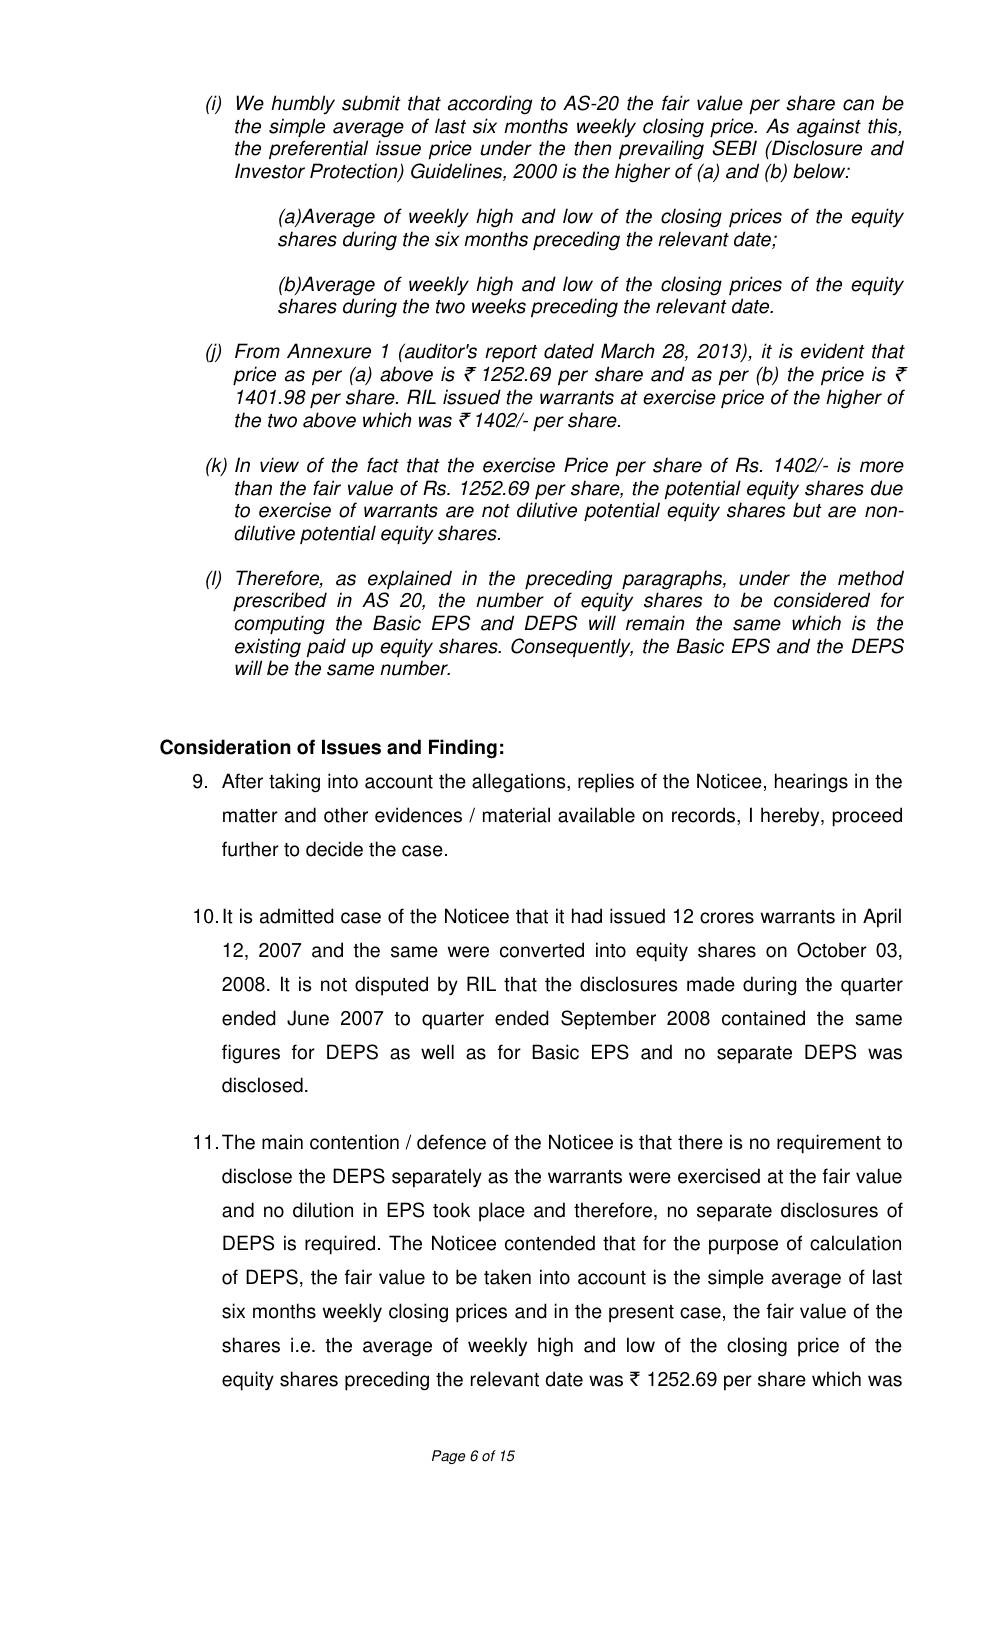 (i) We humbly submit that according to AS-20 the fair value per share can be
the simple average of last six months weekly closing price. As against this,
the preferential issue price under the then prevailing SEBI (Disclosure and
Investor Protection) Guidelines, 2000 is the higher of (a) and (b) below:
(a)Average of weekly high and low of the closing prices of the equity
shares during the six months preceding the relevant date;
(b)Average of weekly high and low of the closing prices of the equity
shares during the two weeks preceding the relevant date.
(j) From Annexure 1 (auditor's report dated March 28, 2013), it is evident that
price as per (a) above is ₹ 1252.69 per share and as per (b) the price is ₹
1401.98 per share. RIL issued the warrants at exercise price of the higher of
the two above which was ₹ 1402/- per share.
(k) In view of the fact that the exercise Price per share of Rs. 1402/- is more
than the fair value of Rs. 1252.69 per share, the potential equity shares due
to exercise of warrants are not dilutive potential equity shares but are non-
dilutive potential equity shares.
(l) Therefore, as explained in the preceding paragraphs, under the method
prescribed in AS 20, the number of equity shares to be considered for
computing the Basic EPS and DEPS will remain the same which is the
existing paid up equity shares. Consequently, the Basic EPS and the DEPS
will be the same number.
Consideration of Issues and Finding:
9. After taking into account the allegations, replies of the Noticee, hearings in the
matter and other evidences / material available on records, I hereby, proceed
further to decide the case.
10. It is admitted case of the Noticee that it had issued 12 crores warrants in April
12, 2007 and the same were converted into equity shares on October 03,
2008. It is not disputed by RIL that the disclosures made during the quarter
ended June 2007 to quarter ended September 2008 contained the same
figures for DEPS as well as for Basic EPS and no separate DEPS was
disclosed.
11. The main contention / defence of the Noticee is that there is no requirement to
disclose the DEPS separately as the warrants were exercised at the fair value
and no dilution in EPS took place and therefore, no separate disclosures of
DEPS is required. The Noticee contended that for the purpose of calculation
of DEPS, the fair value to be taken into account is the simple average of last
six months weekly closing prices and in the present case, the fair value of the
shares i.e. the average of weekly high and low of the closing price of the
equity shares preceding the relevant date was ₹ 1252.69 per share which was
Page 6 of 15